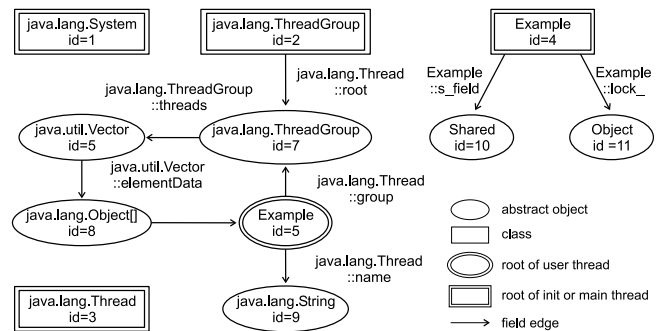 java.lang.System
id=1
java.lang.ThreadGroup
id=2
Example
id=4
java.lang.ThreadGroup
::threads
java.lang.Thread
::root
Example
::s_field
Example
::lock_
java.util.Vector
id=5
java.lang.ThreadGroup
id=7
Shared
id=10
Object
id =11
java.util.Vector
::elementData
java.lang.Thread
::group
java.lang.Object[]
id=8
Example
id=5
java.lang.Thread
::name
java.lang.Thread
id=3
java.lang.String
id=9
abstract object
class
root of user thread
root of init or main thread
field edge